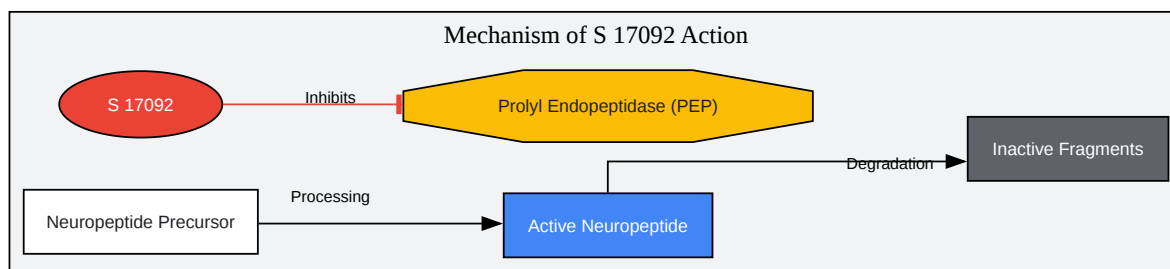 Mechanism of S 17092 Action
S 17092
Inhibits
Prolyl Endopeptidase (PEP)
Inactive Fragments
Degradation
Processing
Neuropeptide Precursor
Active Neuropeptide